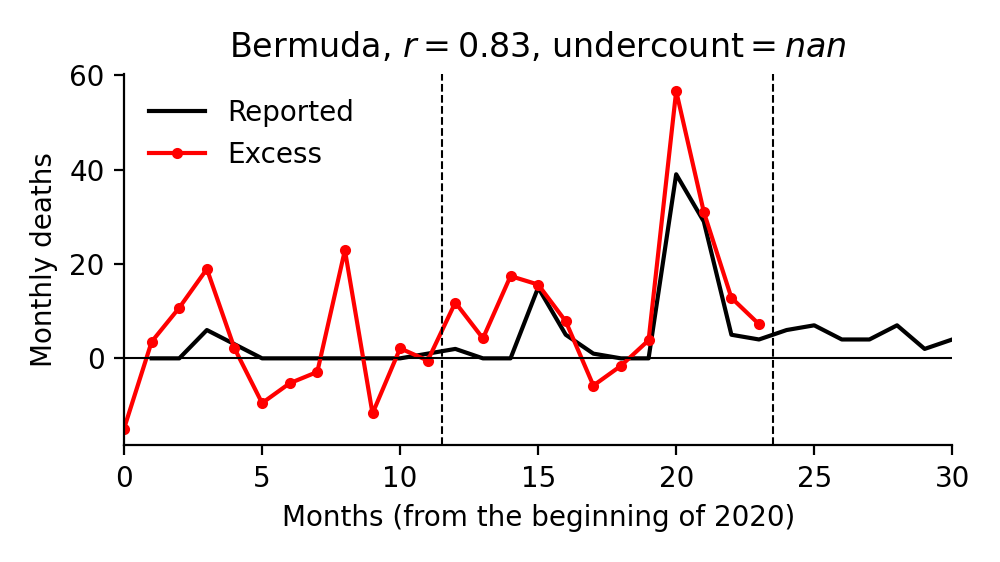 Bermuda, r = 0.83, undercount = nan
Monthly deaths
60
40
20
0
Reported
Excess
0 5 10 15 20 25 30
Months (from the beginning of 2020)